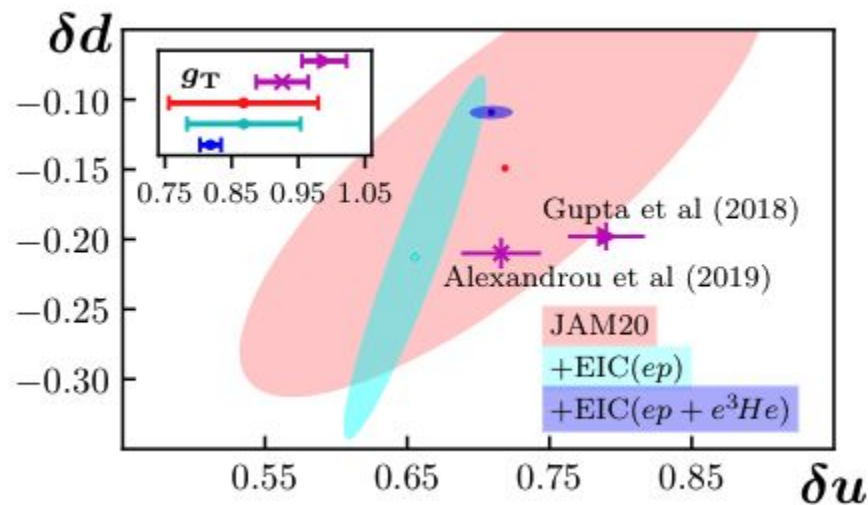 δd
g_T
0.75 0.85 0.95 1.05
−0.10
−0.15
−0.20
−0.25
−0.30
Gupta et al (2018)
Alexandrou et al (2019)
JAM20
+EIC(ep)
+EIC(ep + e³He)
0.55 0.65 0.75 0.85
δu